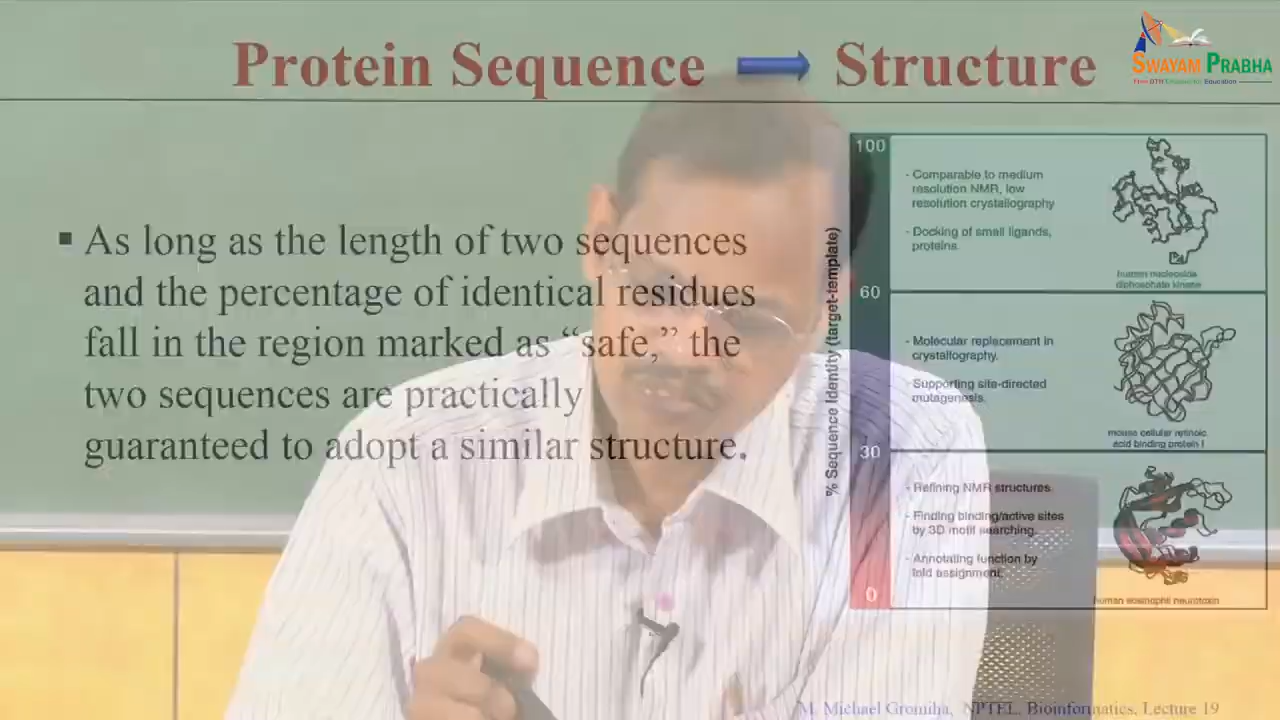 Protein Sequence Structure
SWAYAM PRABHA
▪ As long as the length of two sequences
and the percentage of identical residues
fall in the region marked as “safe,” the
two sequences are practically
guaranteed to adopt a similar structure.
% Sequence Identity (target-template)
100
- Comparable to medium
resolution NMR, low
resolution crystallography
- Docking of small ligands,
proteins.
human nucleoside
diphosphate kinase
60
- Molecular replacement in
crystallography.
- Supporting site-directed
mutagenesis.
mouse cellular retinoic
acid binding protein I
30
- Refining NMR structures.
- Finding binding/active sites
by 3D motif searching.
- Annotating function by
fold assignment.
0
human eosinophil neurotoxin
M. Michael Gromiha, NPTEL, Bioinformatics, Lecture 19